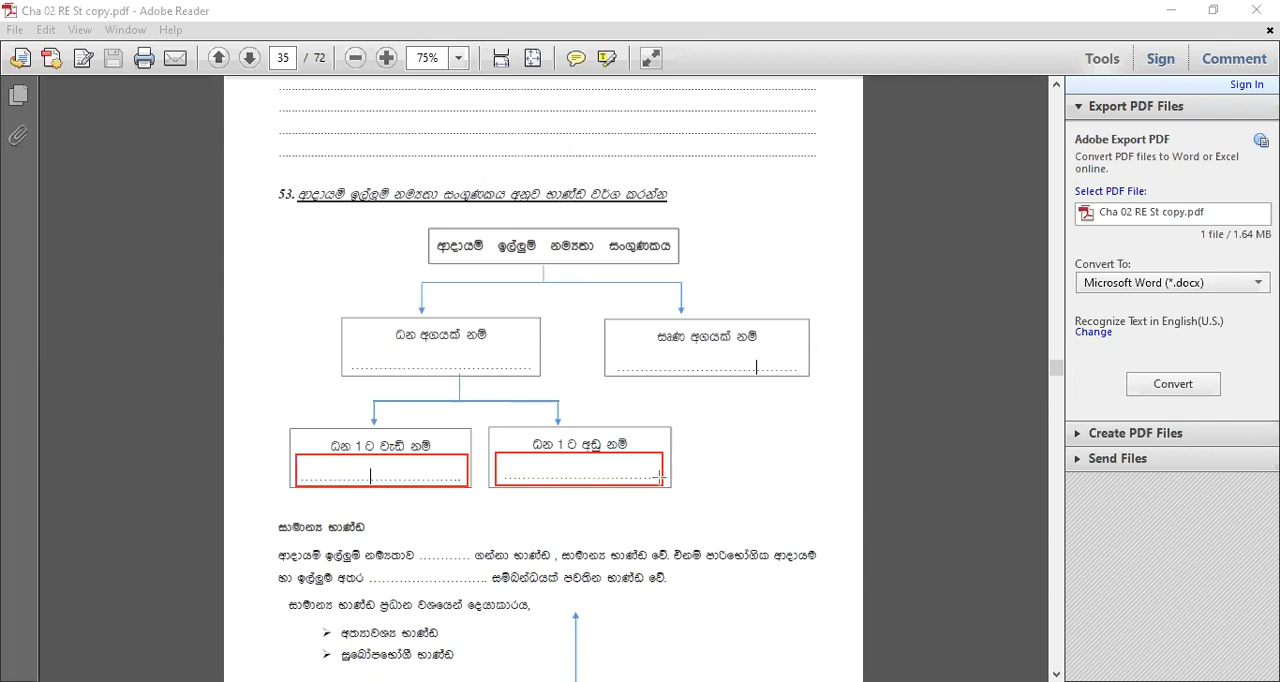 Cha 02 RE St copy.pdf - Adobe Reader
File Edit View Window Help
35 / 72 75% Tools Sign Comment
Sign In
Export PDF Files
Adobe Export PDF
Convert PDF files to Word or Excel
online.
Select PDF File:
Cha 02 RE St copy.pdf
1 file / 1.64 MB
Convert To:
Microsoft Word (*.docx)
Recognize Text in English(U.S.)
Change
Convert
Create PDF Files
Send Files
53. ආදායම් ඉල්ලුම් නම්‍යතා සංගුණකය අනුව භාණ්ඩ වර්ග කරන්න
ආදායම් ඉල්ලුම් නම්‍යතා සංගුණකය
ධන අගයක් නම් සෘණ අගයක් නම්
ධන 1 ට වැඩි නම් ධන 1 ට අඩු නම්
සාමාන්‍ය භාණ්ඩ
ආදායම් ඉල්ලුම් නම්‍යතාව ………… ගන්නා භාණ්ඩ , සාමාන්‍ය භාණ්ඩ වේ. එනම් පාරිභෝගික ආදායම
හා ඉල්ලුම අතර ……………………… සම්බන්ධයක් පවතින භාණ්ඩ වේ.
සාමාන්‍ය භාණ්ඩ ප්‍රධාන වශයෙන් දෙයාකාරය,
➢ අත්‍යාවශ්‍ය භාණ්ඩ
➢ සුඛෝපභෝගී භාණ්ඩ